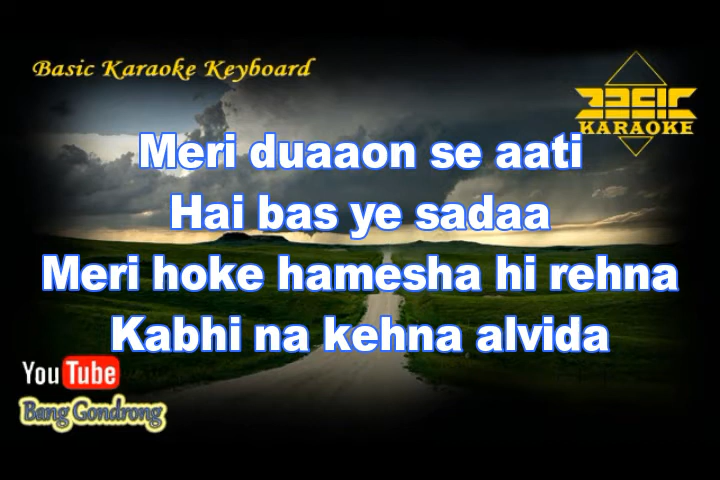 Basic Karaoke Keyboard
BASIC
KARAOKE
Meri duaaon se aati
Hai bas ye sadaa
Meri hoke hamesha hi rehna
Kabhi na kehna alvida
YouTube
Bang Gondrong